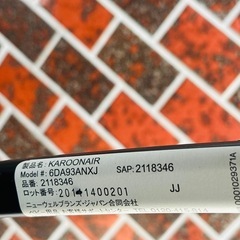 製品名: KAROONAIR
Model #: 6DA93ANXJ SAP: 2118346
品番: 2118346
ロット番号: 201 1400201 JJ
ニューウェルブランズ・ジャパン合同会社
0001029371A